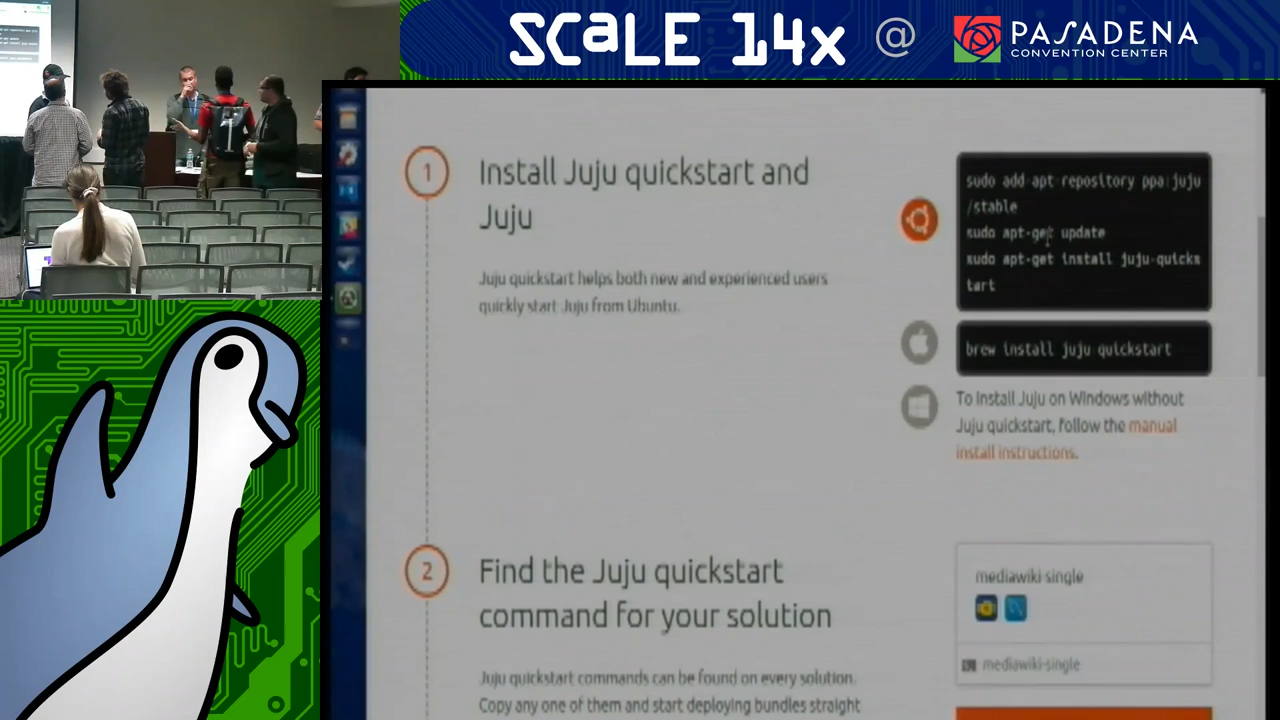 SCALE 14x @ PASADENA
CONVENTION CENTER
1
Install Juju quickstart and
Juju
Juju quickstart helps both new and experienced users
quickly start Juju from Ubuntu.
sudo add-apt-repository ppa:juju
/stable
sudo apt-get update
sudo apt-get install juju-quicks
tart
brew install juju-quickstart
To install Juju on Windows without
Juju quickstart, follow the manual
install instructions.
2
Find the Juju quickstart
command for your solution
Juju quickstart commands can be found on every solution.
Copy any one of them and start deploying bundles straight
mediawiki-single
mediawiki-single